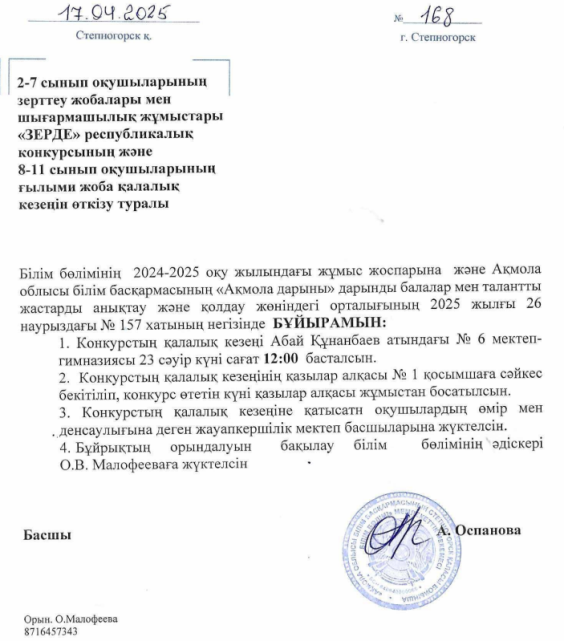 17.04.2025 № 168
Степногорск қ. г. Степногорск
2-7 сынып оқушыларының
зерттеу жобалары мен
шығармашылық жұмыстары
«ЗЕРДЕ» республикалық
конкурсының және
8-11 сынып оқушыларының
ғылыми жоба қалалық
кезеңін өткізу туралы
Білім бөлімінің 2024-2025 оқу жылындағы жұмыс жоспарына және Ақмола
облысы білім басқармасының «Ақмола дарыны» дарынды балалар мен талантты
жастарды анықтау және қолдау жөніндегі орталығының 2025 жылғы 26
наурыздағы № 157 хатының негізінде БҰЙЫРАМЫН:
1. Конкурстың қалалық кезеңі Абай Құнанбаев атындағы № 6 мектеп-
гимназиясы 23 сәуір күні сағат 12:00 басталсын.
2. Конкурстың қалалық кезеңінің қазылар алқасы № 1 қосымшаға сәйкес
бекітіліп, конкурс өтетін күні қазылар алқасы жұмыстан босатылсын.
3. Конкурстың қалалық кезеңіне қатысатн оқушылардың өмір мен
денсаулығына деген жауапкершілік мектеп басшыларына жүктелсін.
4. Бұйрықтың орындалуын бақылау білім бөлімінің әдіскері
О.В. Малофееваға жүктелсін
Басшы А. Оспанова
Орын. О.Малофеева
8716457343